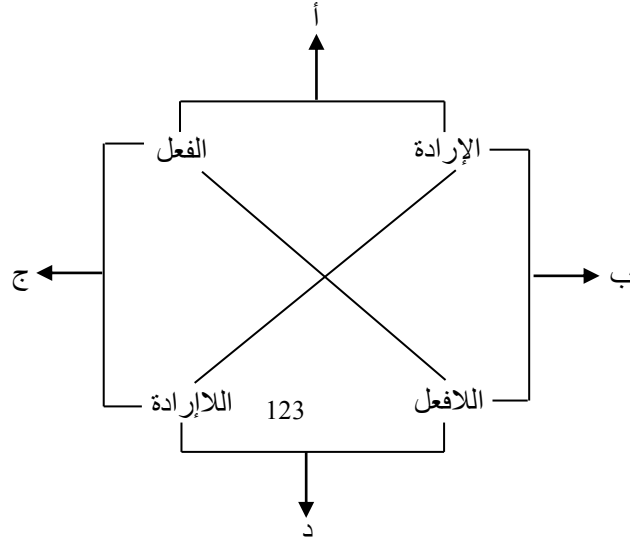 أ
الإرادة الفعل
ب ج
اللافعل 123 اللاإرادة
د